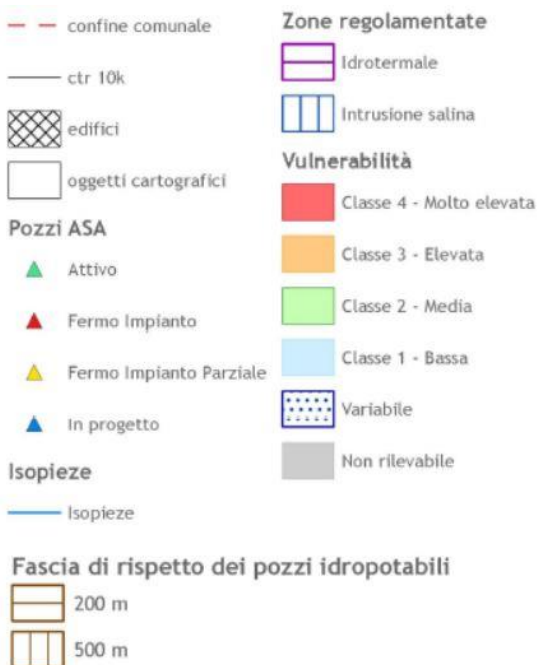 confine comunale
ctr 10k
edifici
oggetti cartografici
Pozzi ASA
Attivo
Fermo Impianto
Fermo Impianto Parziale
In progetto
Isopieze
Isopieze
Zone regolamentate
Idrotermale
Intrusione salina
Vulnerabilità
Classe 4 - Molto elevata
Classe 3 - Elevata
Classe 2 - Media
Classe 1 - Bassa
Variabile
Non rilevabile
Fascia di rispetto dei pozzi idropotabili
200 m
500 m